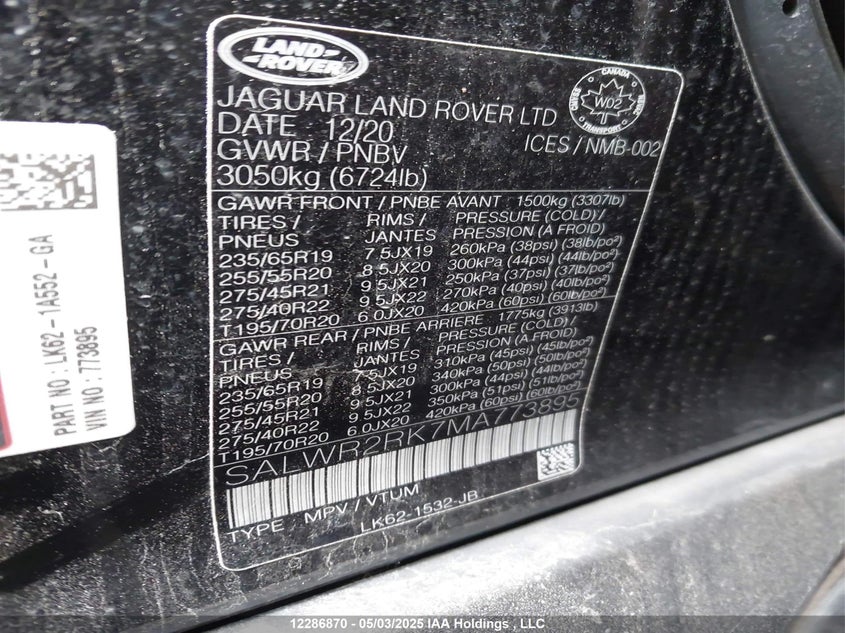 LAND-
ROVER
CANADA
W02
TRANSPORT
JAGUAR LAND ROVER LTD
DATE 12/20
ICES / NMB-002
GVWR / PNBV
3050kg (6724lb)
GAWR FRONT / PNBE AVANT 1500kg (3307lb)
TIRES / RIMS / PRESSURE (COLD) /
PNEUS JANTES PRESSION (A FROID)
235/65R19 7.5JX19 260kPa (38psi) (38lb/po²)
255/55R20 8.5JX20 300kPa (44psi) (44lb/po²)
275/45R21 9.5JX21 250kPa (37psi) (37lb/po²)
275/40R22 9.5JX22 270kPa (40psi) (40lb/po²)
T195/70R20 6.0JX20 420kPa (60psi) (60lb/po²)
GAWR REAR / PNBE ARRIERE 1775kg (3913lb)
TIRES / RIMS / PRESSURE (COLD) /
PNEUS JANTES PRESSION (A FROID)
235/65R19 7.5JX19 310kPa (45psi) (45lb/po²)
255/55R20 8.5JX20 340kPa (50psi) (50lb/po²)
275/45R21 9.5JX21 300kPa (44psi) (44lb/po²)
275/40R22 9.5JX22 350kPa (51psi) (51lb/po²)
T195/70R20 6.0JX20 420kPa (60psi) (60lb/po²)
SALWR2RK7MA773895
TYPE MPV / VTUM
LK62-1532-JB
PART NO : LK62 - 1A552 - GA
VIN NO : 773895
12286870 - 05/03/2025 IAA Holdings , LLC